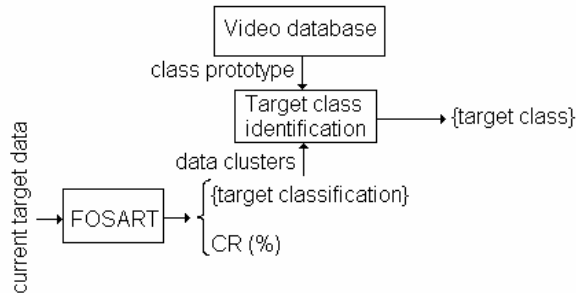 Video database
class prototype
Target class
identification
{target class}
data clusters
{target classification}
current target data
FOSART
CR (%)